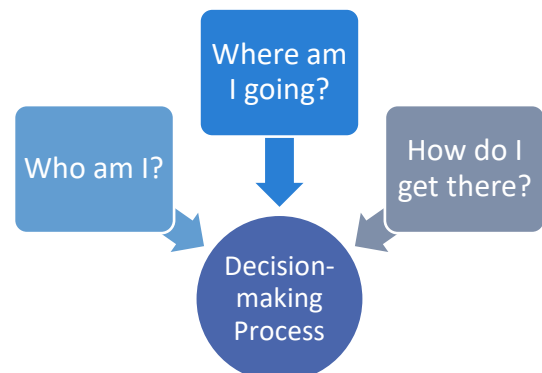 Where am
I going?
Who am I?
How do I
get there?
Decision-
making
Process